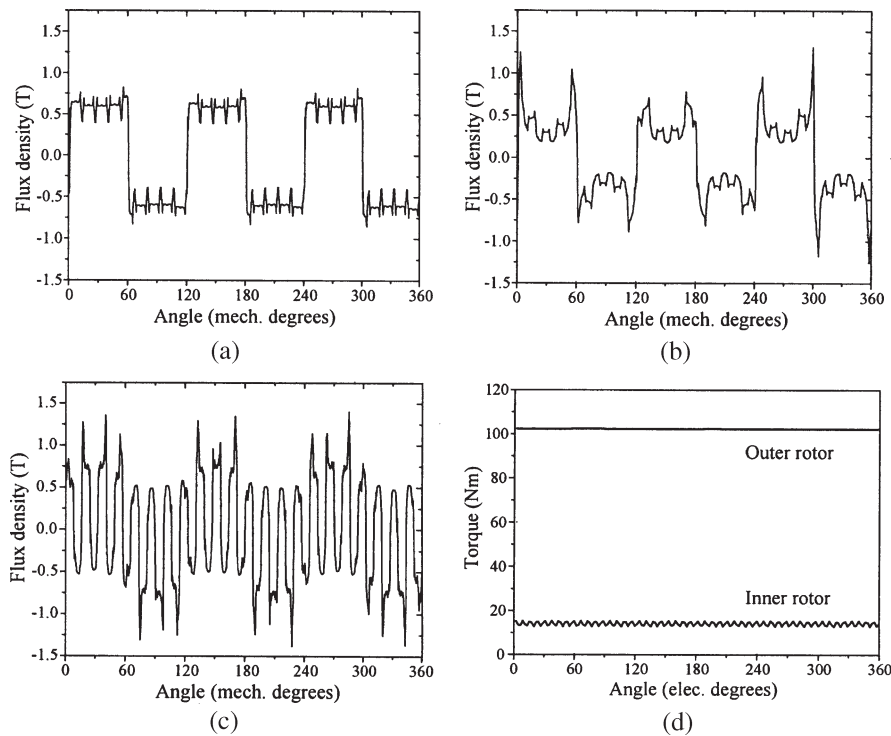 1.5
1.0
0.5
0.0
-0.5
-1.0
-1.5
Flux density (T)
0 60 120 180 240 300 360
Angle (mech. degrees)
(a)
1.5
1.0
0.5
0.0
-0.5
-1.0
-1.5
Flux density (T)
0 60 120 180 240 300 360
Angle (mech. degrees)
(b)
1.5
1.0
0.5
0.0
-0.5
-1.0
-1.5
Flux density (T)
0 60 120 180 240 300 360
Angle (mech. degrees)
(c)
120
100
80
60
40
20
0
Torque (Nm)
Outer rotor
Inner rotor
0 60 120 180 240 300 360
Angle (elec. degrees)
(d)